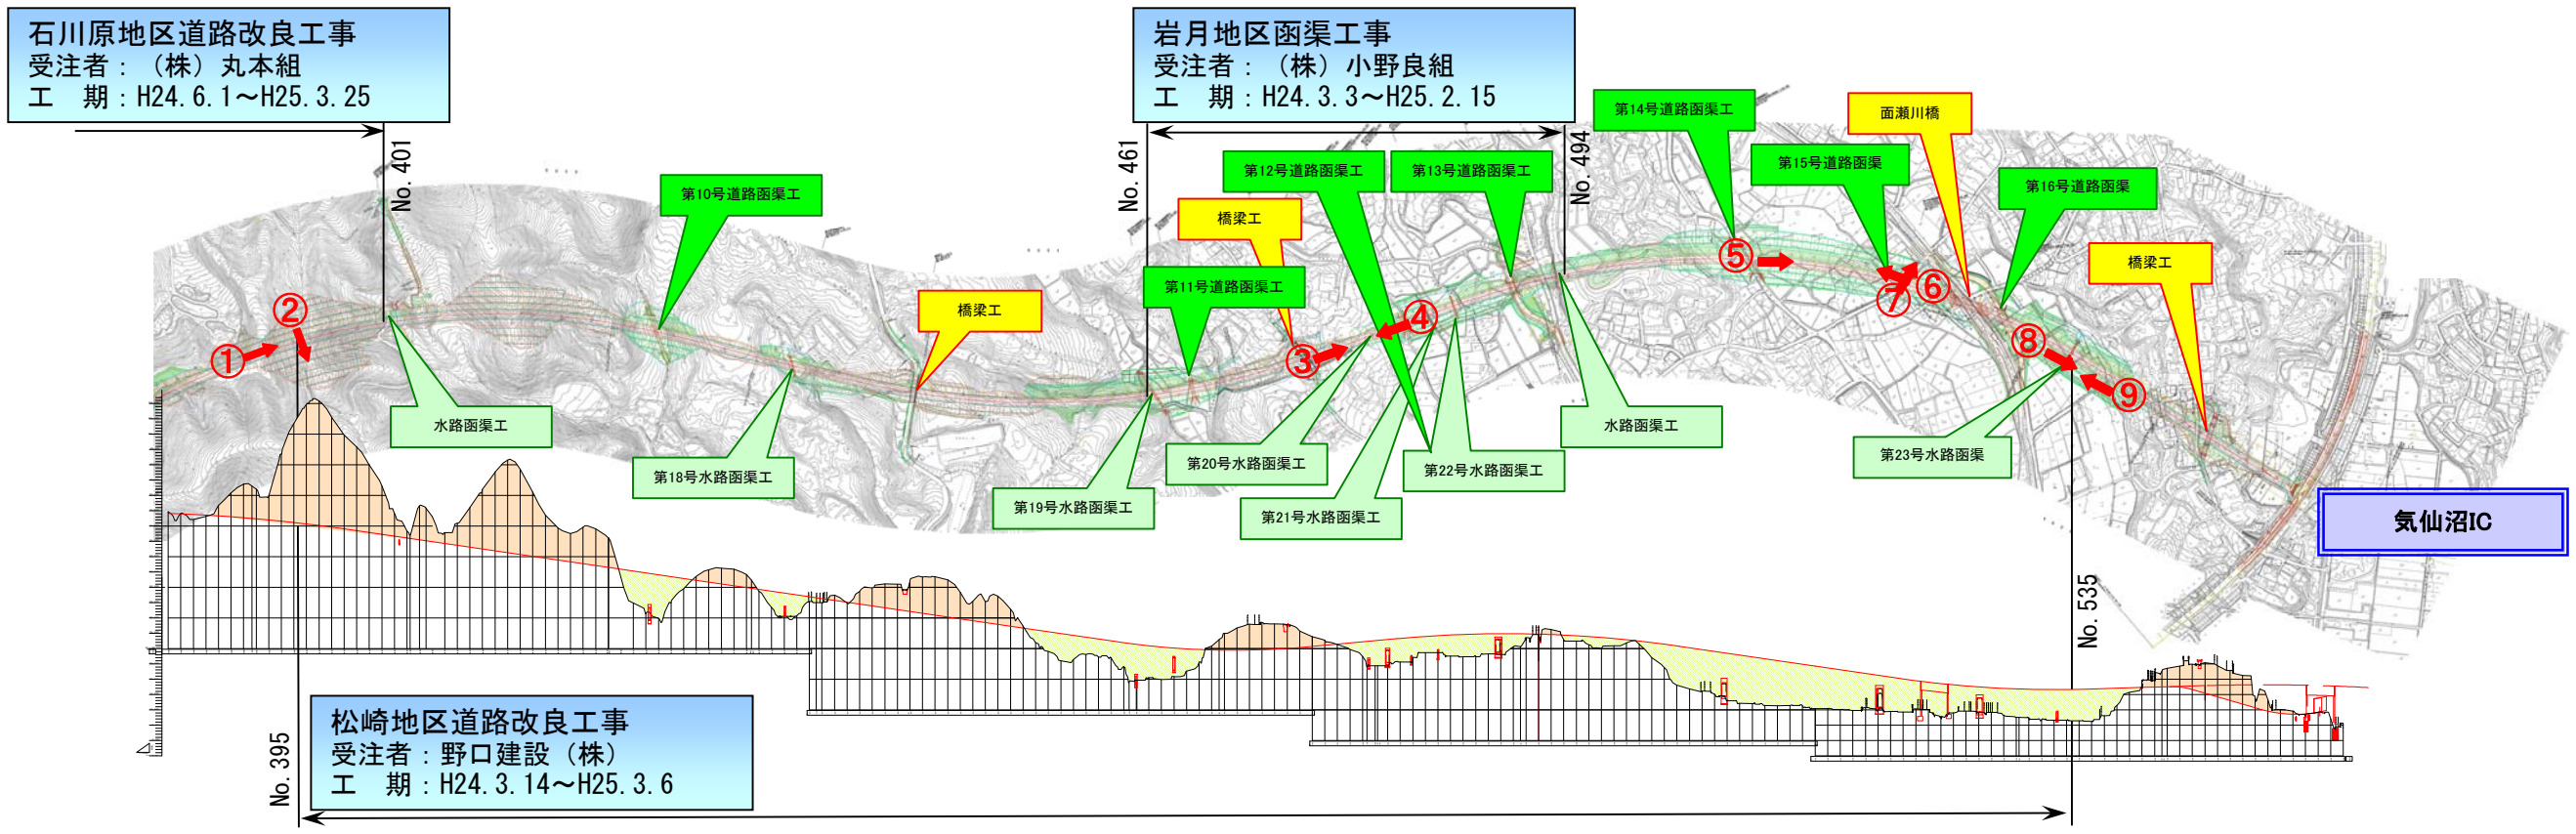 石川原地区道路改良工事
受注者：（株）丸本組
工　期：H24.6.1～H25.3.25
岩月地区函渠工事
受注者：（株）小野良組
工　期：H24.3.3～H25.2.15
No.401
No.461
No.494
第14号道路函渠工
面瀬川橋
第12号道路函渠工
第13号道路函渠工
第15号道路函渠
第16号道路函渠
第10号道路函渠工
橋梁工
橋梁工
第11号道路函渠工
橋梁工
①
②
③
④
⑤
⑥
⑦
⑧
⑨
水路函渠工
第18号水路函渠工
第19号水路函渠工
第20号水路函渠工
第21号水路函渠工
第22号水路函渠工
水路函渠工
第23号水路函渠
気仙沼IC
No.535
No.395
松崎地区道路改良工事
受注者：野口建設（株）
工　期：H24.3.14～H25.3.6